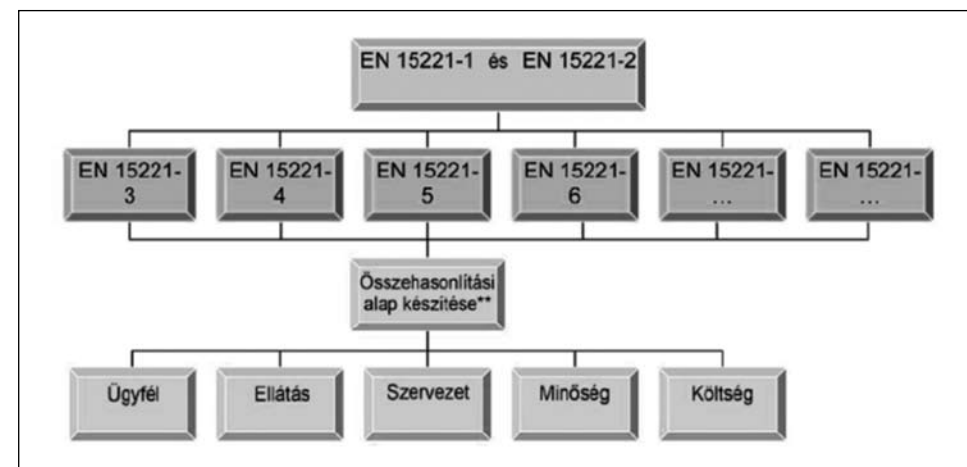 EN 15221-1 és EN 15221-2
EN 15221-
3
EN 15221-
4
EN 15221-
5
EN 15221-
6
EN 15221-
...
EN 15221-
...
Összehasonlítási
alap készítése**
Ügyfél
Ellátás
Szervezet
Minőség
Költség